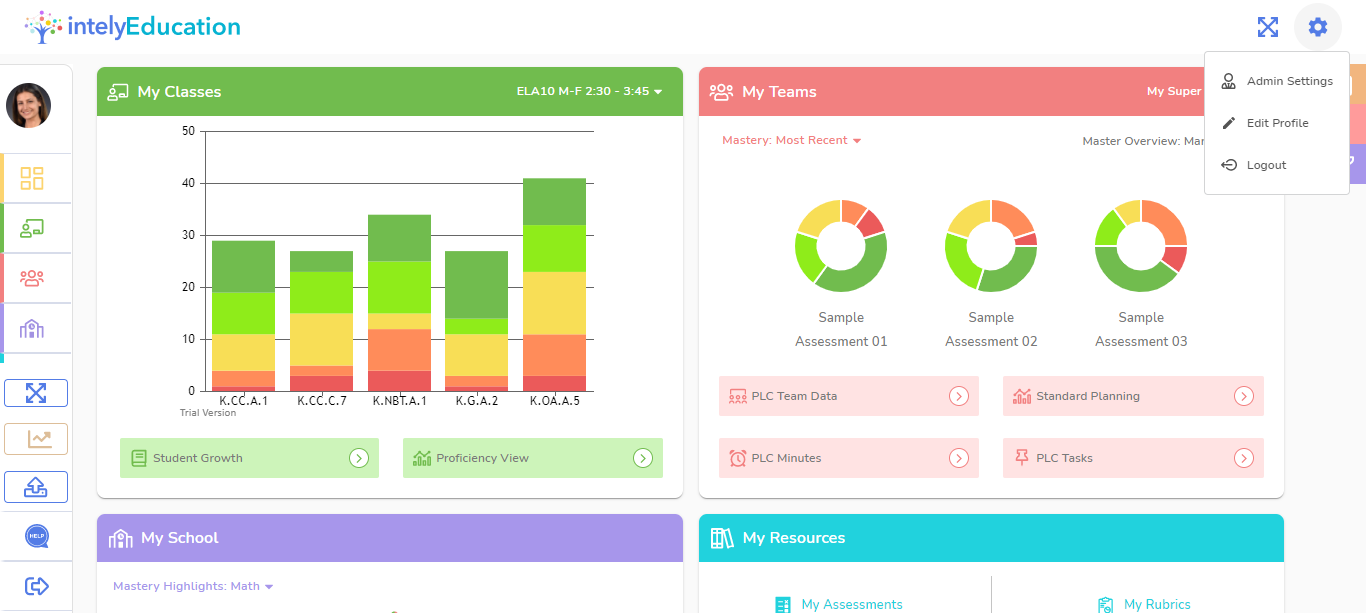 intelyEducation
Admin Settings
Edit Profile
Logout
My Classes
ELA10 M-F 2:30 - 3:45
50
40
30
20
10
0
K.CC.A.1
K.CC.C.7
K.NBT.A.1
K.G.A.2
K.OA.A.5
Trial Version
Student Growth
Proficiency View
My Teams
My Super
Mastery: Most Recent
Master Overview: Mar
Sample
Assessment 01
Sample
Assessment 02
Sample
Assessment 03
PLC Team Data
Standard Planning
PLC Minutes
PLC Tasks
HELP
My School
Mastery Highlights: Math
My Resources
My Assessments
My Rubrics